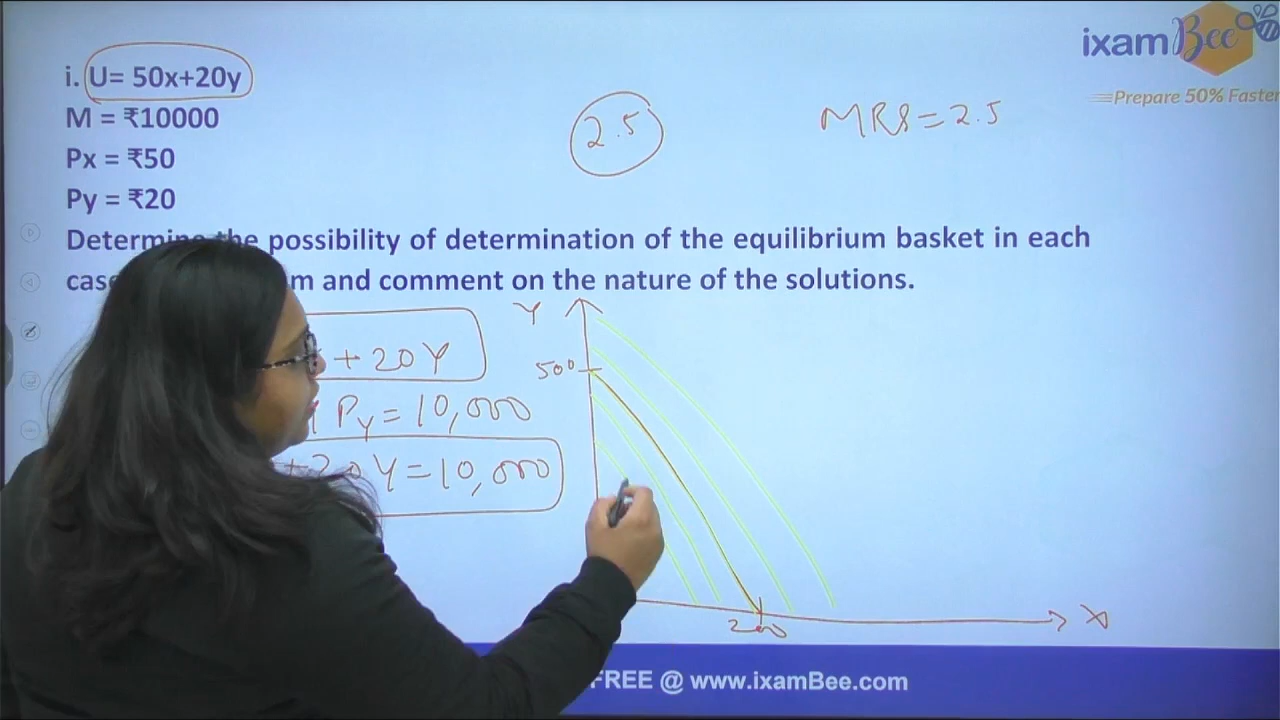 ixamBee
Prepare 50% Faster
i. U= 50x+20y
M = ₹10000
Px = ₹50
Py = ₹20
2.5
MRS=2.5
Determine the possibility of determination of the equilibrium basket in each
and comment on the nature of the solutions.
+ 20Y
Py = 10,000
+20Y=10,000
Y
500
200
X
FREE @ www.ixamBee.com